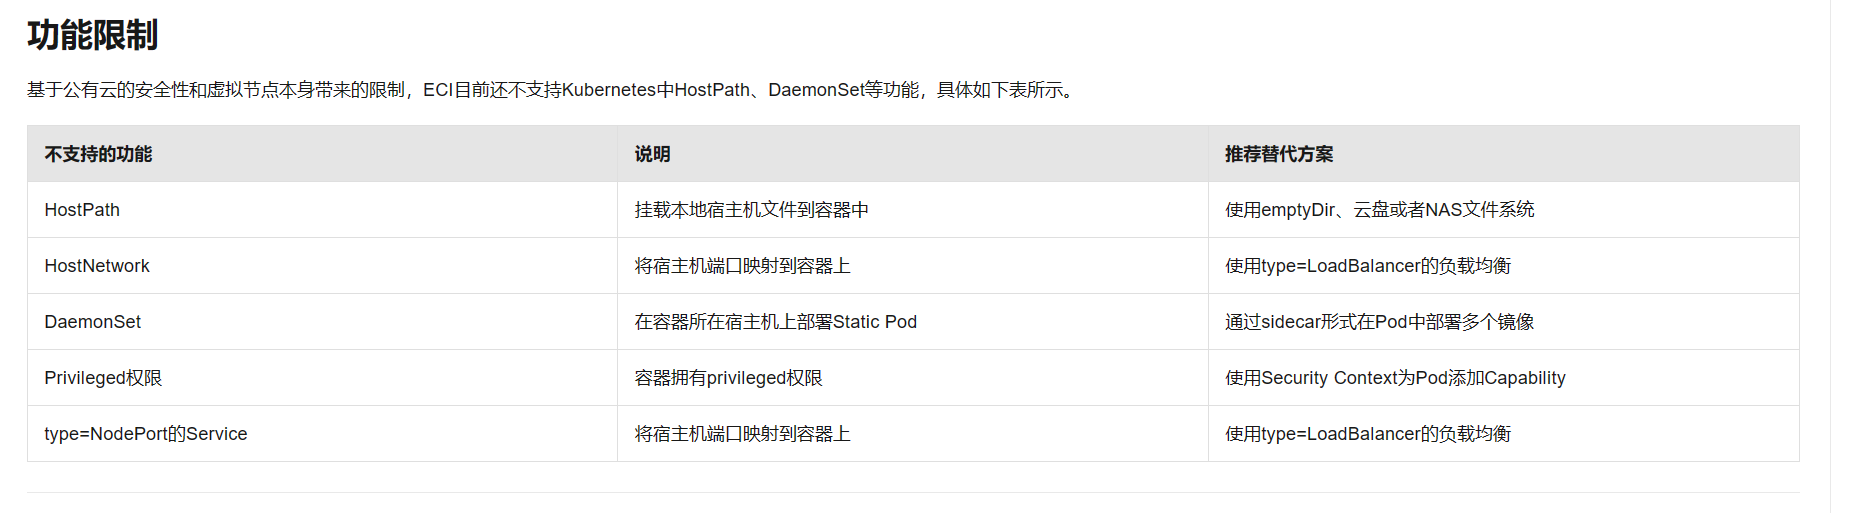 功能限制
基于公有云的安全性和虚拟节点本身带来的限制，ECI目前还不支持Kubernetes中HostPath、DaemonSet等功能，具体如下表所示。
不支持的功能 说明 推荐替代方案
HostPath 挂载本地宿主机文件到容器中 使用emptyDir、云盘或者NAS文件系统
HostNetwork 将宿主机端口映射到容器上 使用type=LoadBalancer的负载均衡
DaemonSet 在容器所在宿主机上部署Static Pod 通过sidecar形式在Pod中部署多个镜像
Privileged权限 容器拥有privileged权限 使用Security Context为Pod添加Capability
type=NodePort的Service 将宿主机端口映射到容器上 使用type=LoadBalancer的负载均衡